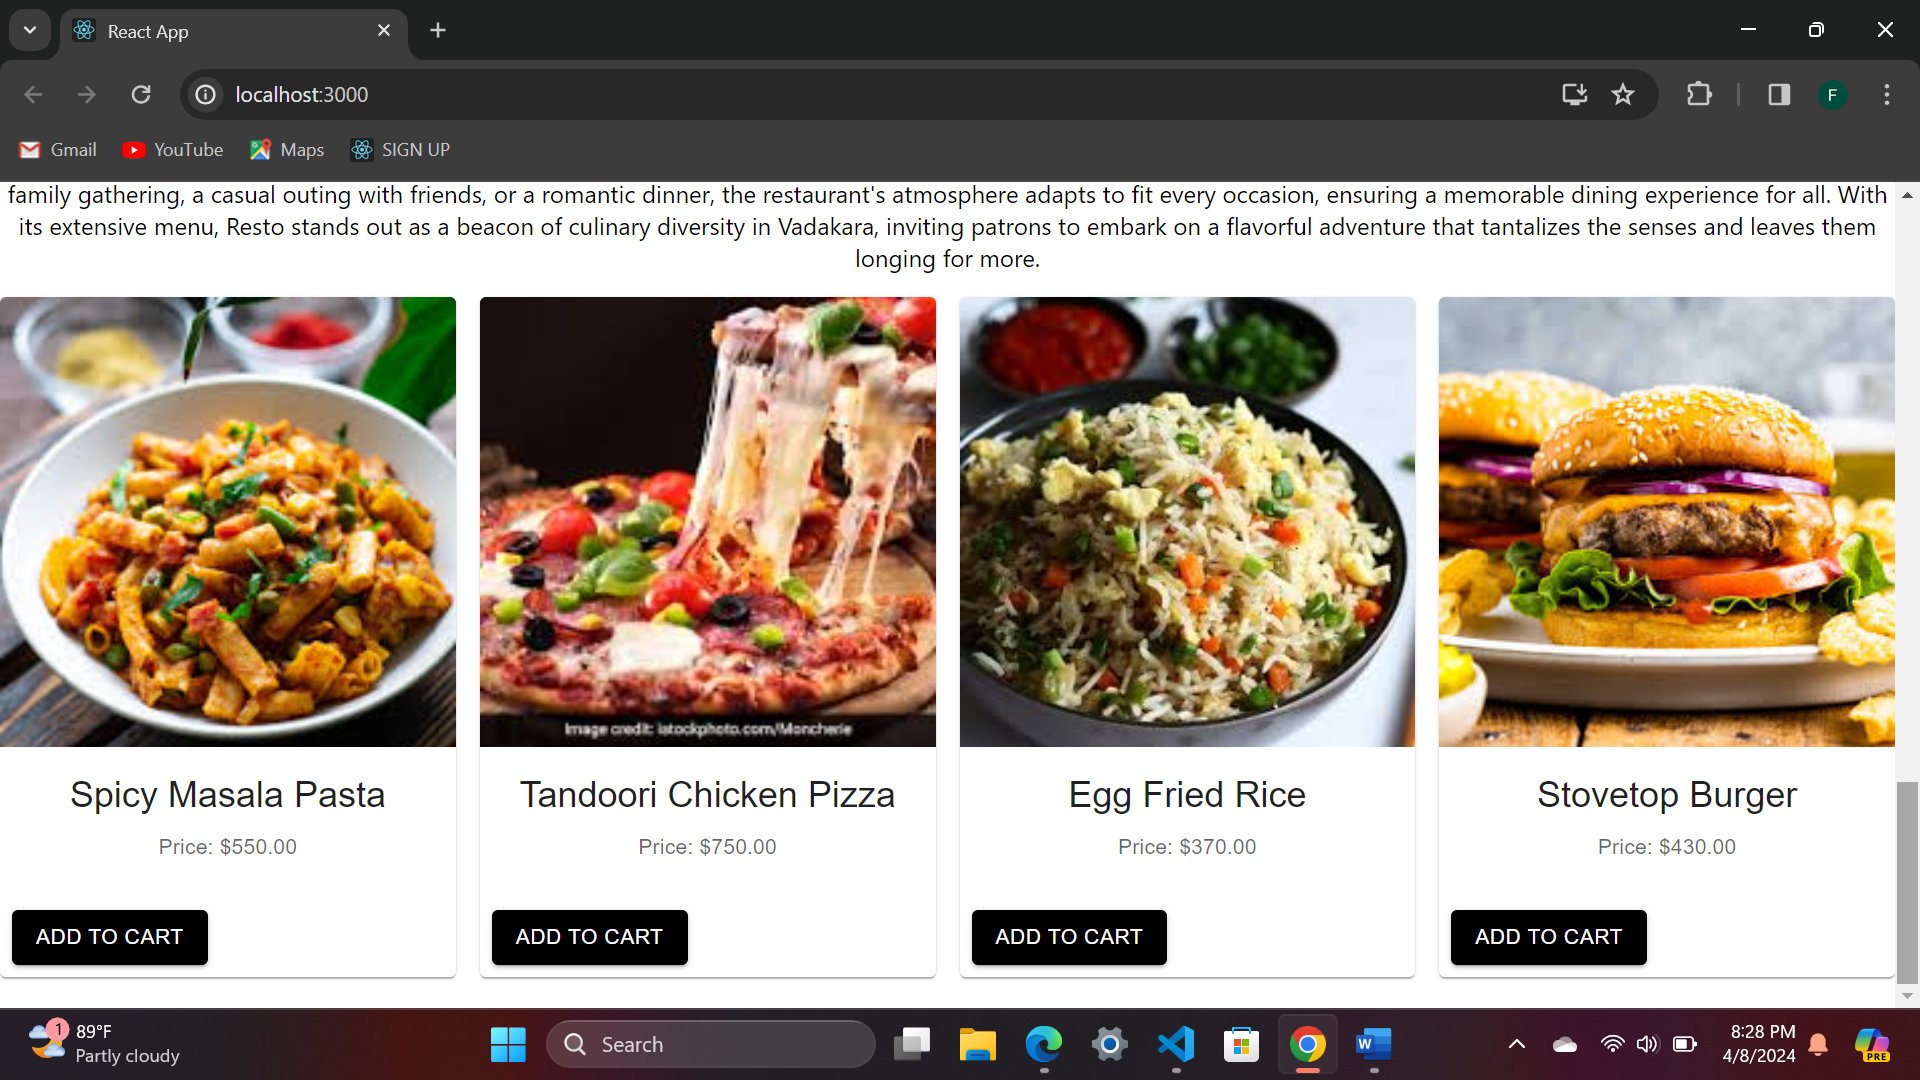 React App
localhost:3000
F
Gmail
YouTube
Maps
SIGN UP
family gathering, a casual outing with friends, or a romantic dinner, the restaurant's atmosphere adapts to fit every occasion, ensuring a memorable dining experience for all. With
its extensive menu, Resto stands out as a beacon of culinary diversity in Vadakara, inviting patrons to embark on a flavorful adventure that tantalizes the senses and leaves them
longing for more.
Image credit: istockphoto.com/Moncherie
Spicy Masala Pasta
Price: $550.00
ADD TO CART
Tandoori Chicken Pizza
Price: $750.00
ADD TO CART
Egg Fried Rice
Price: $370.00
ADD TO CART
Stovetop Burger
Price: $430.00
ADD TO CART
1
89°F
Partly cloudy
Search
W
8:28 PM
4/8/2024
PRE